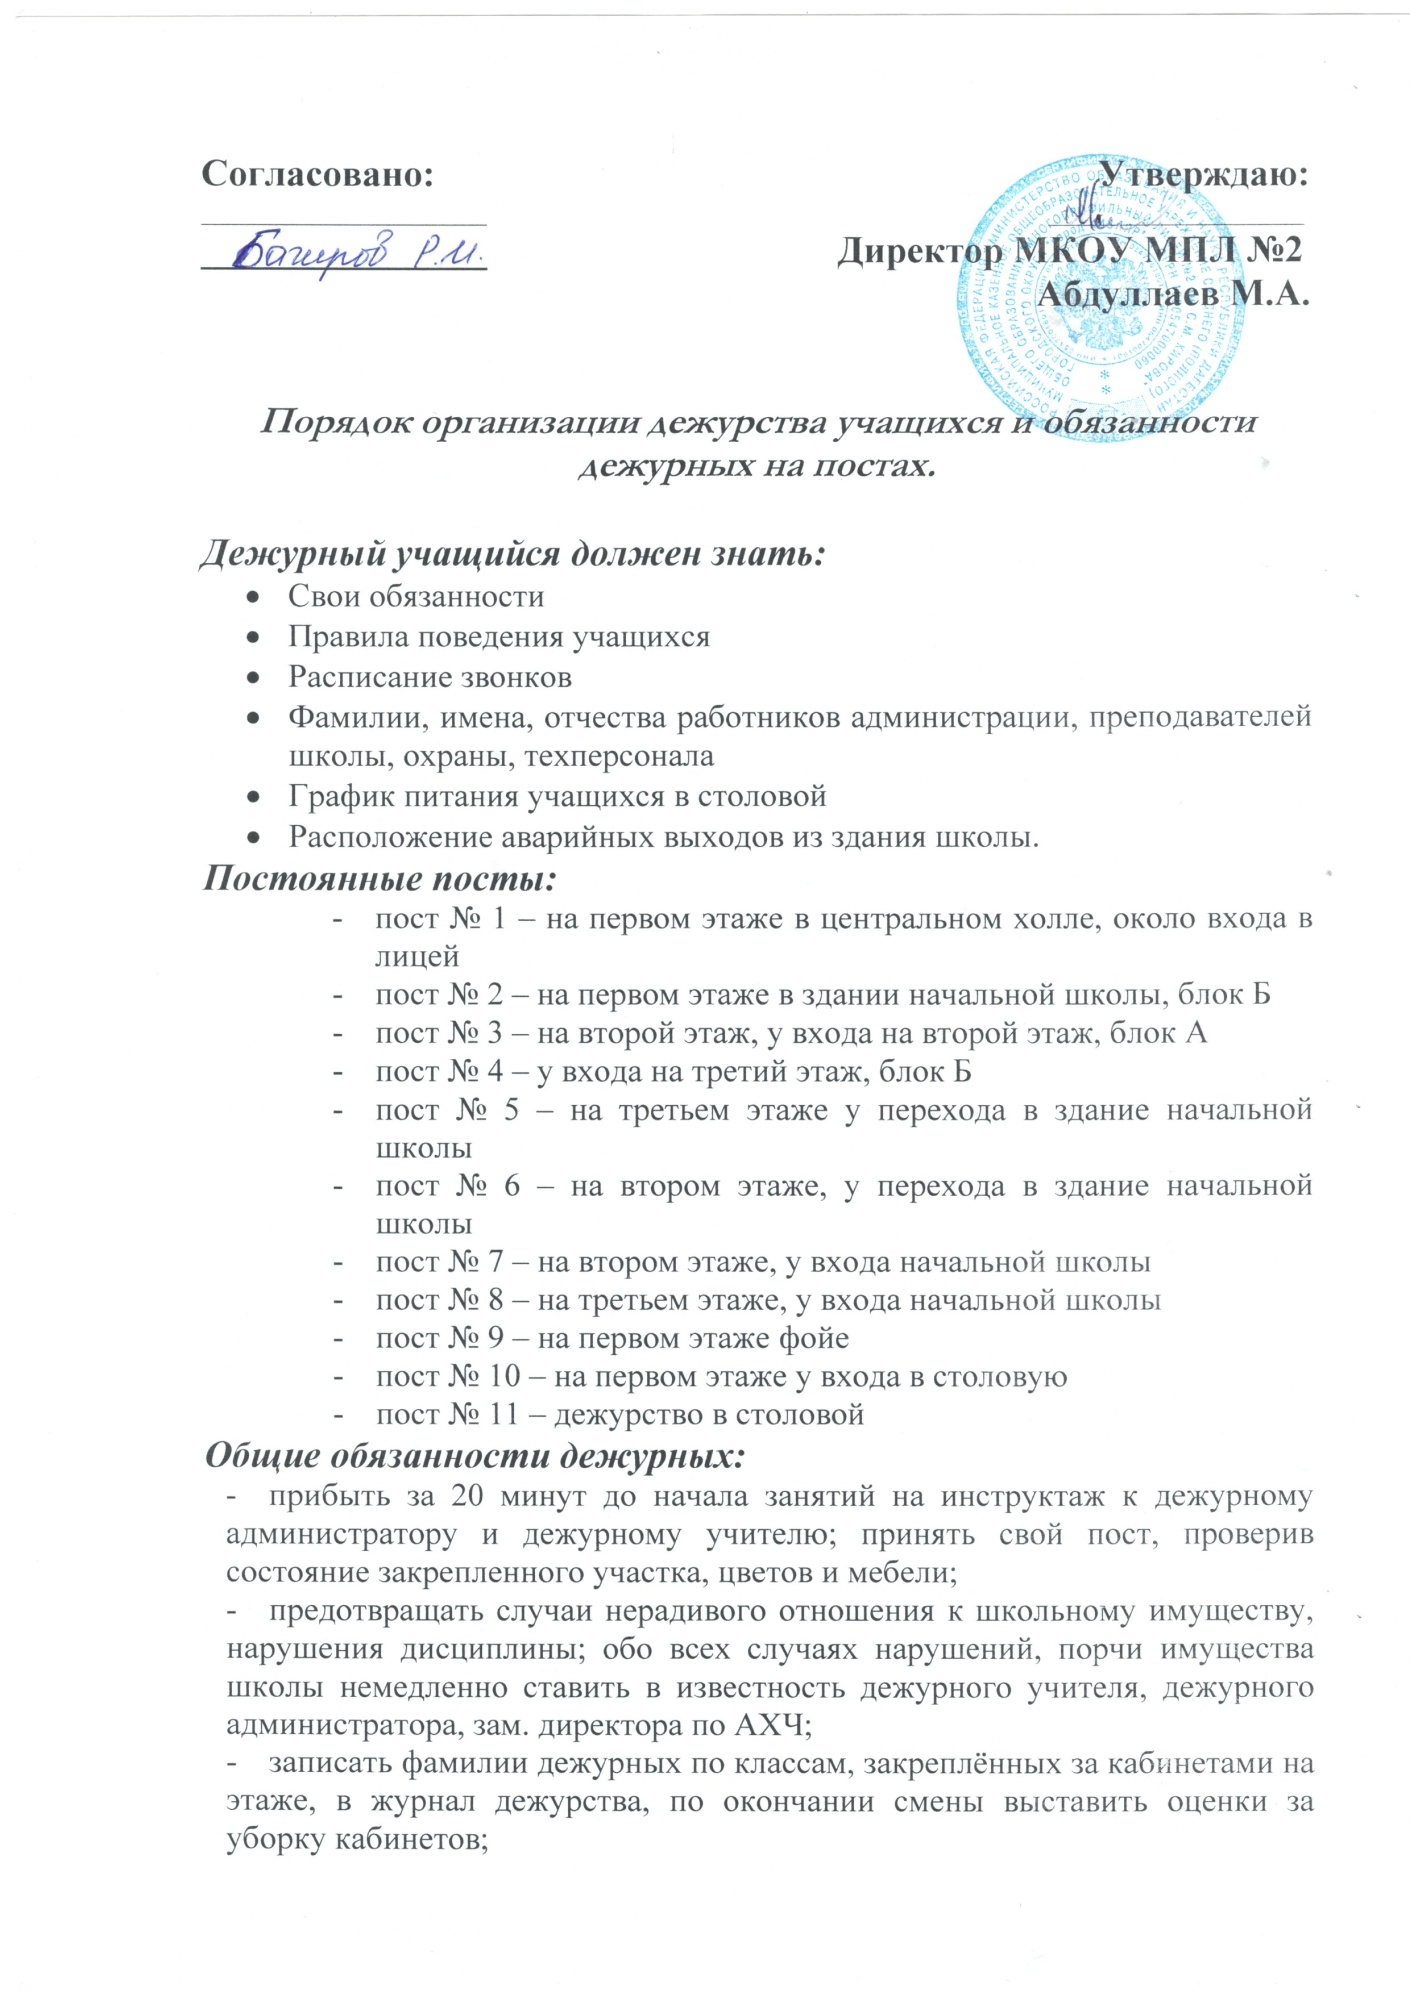 Согласовано:
Утверждаю:
Багиров Р.И.
Директор МКОУ МПЛ №2
Абдуллаев М.А.
Порядок организации дежурства учащихся и обязанности
дежурных на постах.
Дежурный учащийся должен знать:
• Свои обязанности
• Правила поведения учащихся
• Расписание звонков
• Фамилии, имена, отчества работников администрации, преподавателей
школы, охраны, техперсонала
• График питания учащихся в столовой
• Расположение аварийных выходов из здания школы.
Постоянные посты:
- пост № 1 – на первом этаже в центральном холле, около входа в
лицей
- пост № 2 – на первом этаже в здании начальной школы, блок Б
- пост № 3 – на второй этаж, у входа на второй этаж, блок А
- пост № 4 – у входа на третий этаж, блок Б
- пост № 5 – на третьем этаже у перехода в здание начальной
школы
- пост № 6 – на втором этаже, у перехода в здание начальной
школы
- пост № 7 – на втором этаже, у входа начальной школы
- пост № 8 – на третьем этаже, у входа начальной школы
- пост № 9 – на первом этаже фойе
- пост № 10 – на первом этаже у входа в столовую
- пост № 11 – дежурство в столовой
Общие обязанности дежурных:
- прибыть за 20 минут до начала занятий на инструктаж к дежурному
администратору и дежурному учителю; принять свой пост, проверив
состояние закрепленного участка, цветов и мебели;
- предотвращать случаи нерадивого отношения к школьному имуществу,
нарушения дисциплины; обо всех случаях нарушений, порчи имущества
школы немедленно ставить в известность дежурного учителя, дежурного
администратора, зам. директора по АХЧ;
- записать фамилии дежурных по классам, закреплённых за кабинетами на
этаже, в журнал дежурства, по окончании смены выставить оценки за
уборку кабинетов;